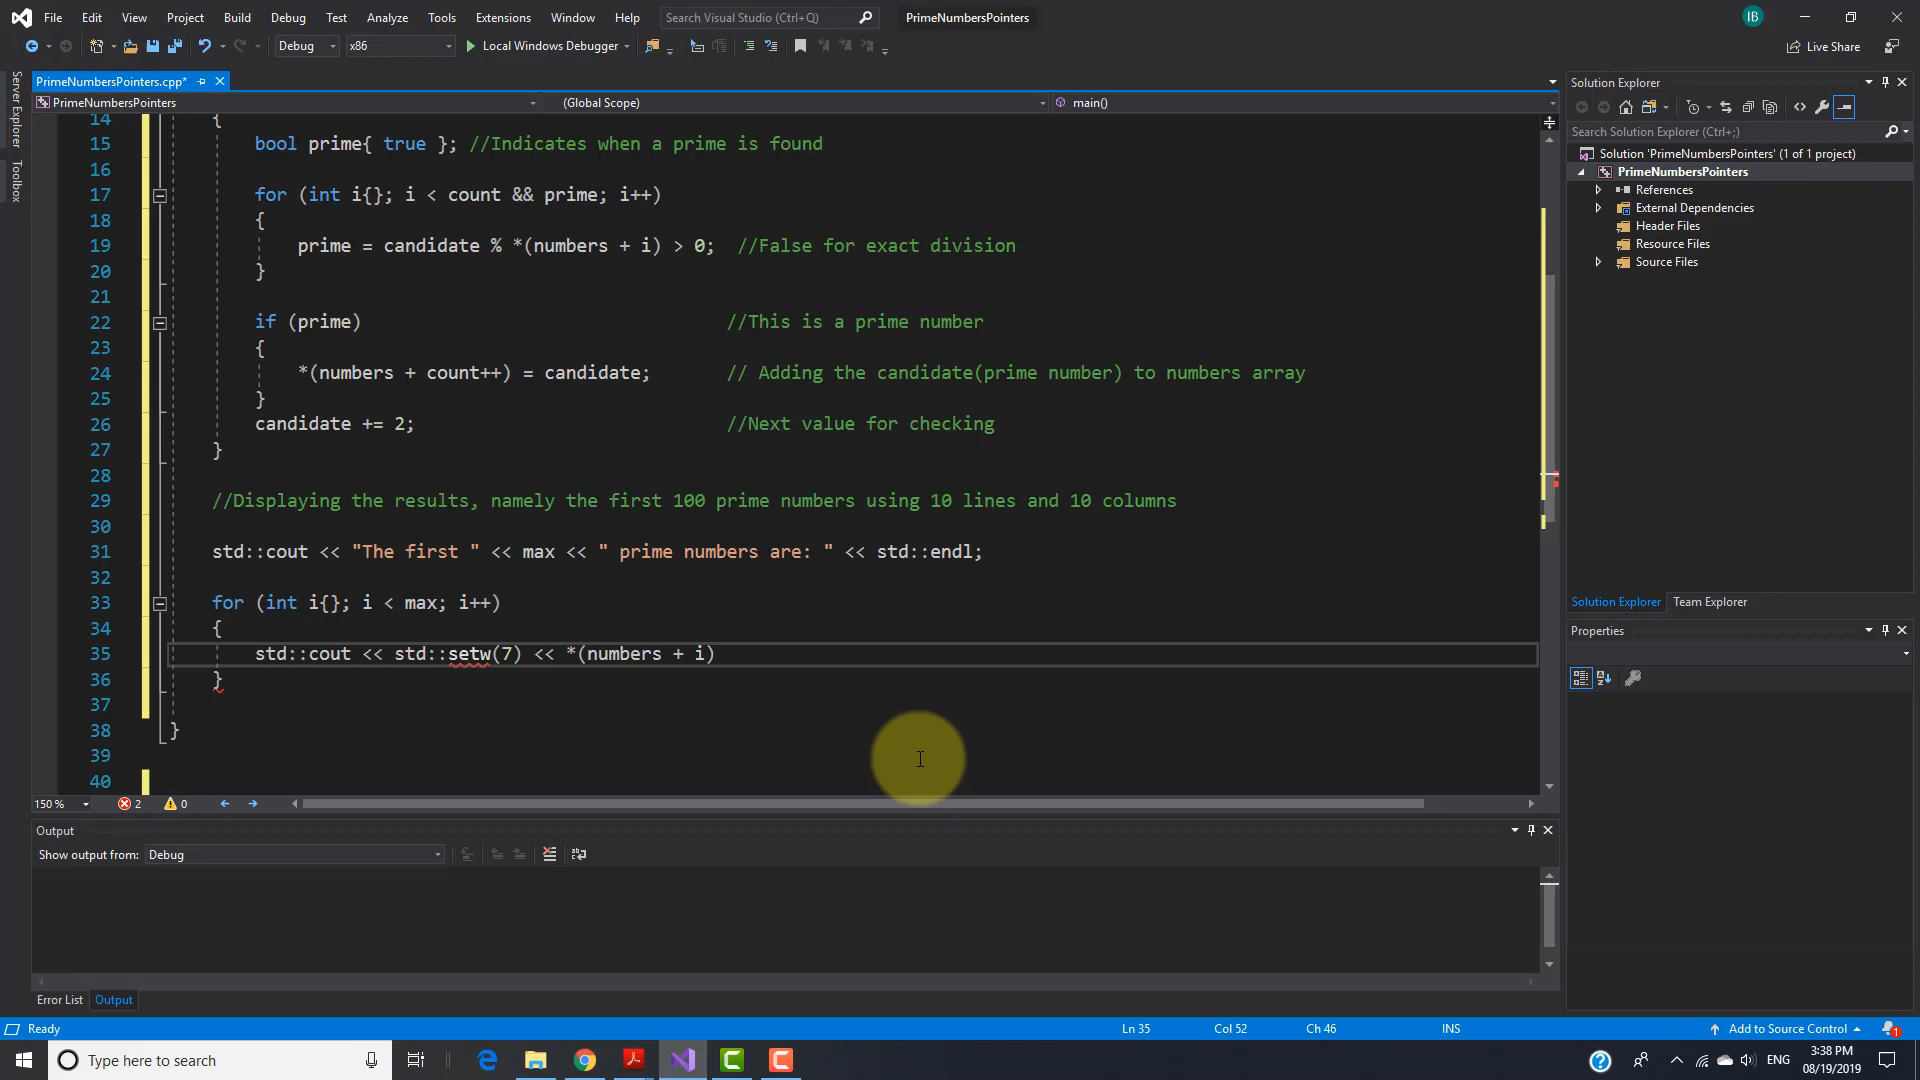 File Edit View Project Build Debug Test Analyze Tools Extensions Window Help Search Visual Studio (Ctrl+Q) PrimeNumbersPointers IB
Debug x86 Local Windows Debugger Live Share
Server Explorer
Toolbox
PrimeNumbersPointers.cpp*
PrimeNumbersPointers (Global Scope) main()
14 {
15 bool prime{ true }; //Indicates when a prime is found
16
17 for (int i{}; i < count && prime; i++)
18 {
19 prime = candidate % *(numbers + i) > 0; //False for exact division
20 }
21
22 if (prime) //This is a prime number
23 {
24 *(numbers + count++) = candidate; // Adding the candidate(prime number) to numbers array
25 }
26 candidate += 2; //Next value for checking
27 }
28
29 //Displaying the results, namely the first 100 prime numbers using 10 lines and 10 columns
30
31 std::cout << "The first " << max << " prime numbers are: " << std::endl;
32
33 for (int i{}; i < max; i++)
34 {
35 std::cout << std::setw(7) << *(numbers + i)
36 }
37
38 }
39
40
150 % 2 0
Output
Show output from: Debug
Error List Output
Solution Explorer
Search Solution Explorer (Ctrl+;)
Solution 'PrimeNumbersPointers' (1 of 1 project)
PrimeNumbersPointers
References
External Dependencies
Header Files
Resource Files
Source Files
Solution Explorer Team Explorer
Properties
Ready Ln 35 Col 52 Ch 46 INS Add to Source Control 1
Type here to search ENG 3:38 PM
08/19/2019